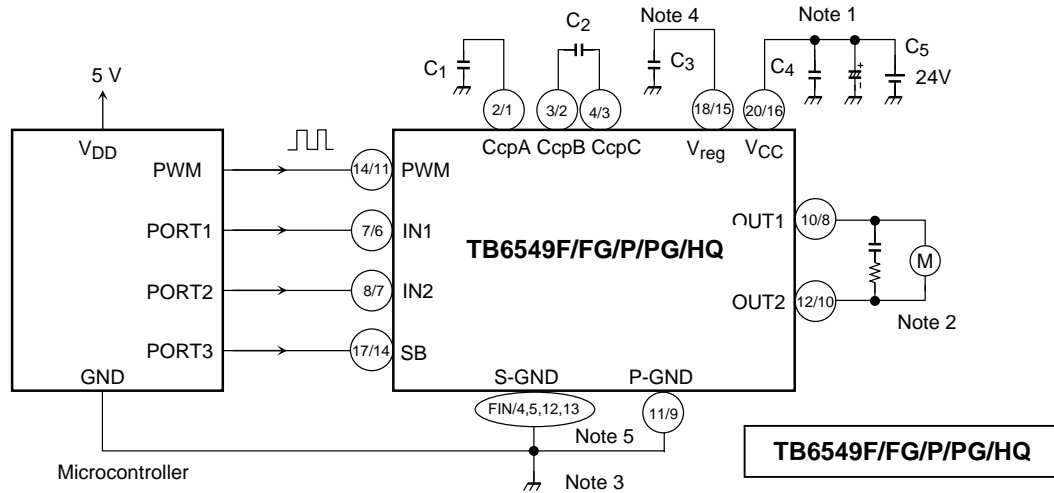 5 V
C1
C2
Note 4
C3
Note 1
C4
C5
24V
2/1
3/2
4/3
18/15
20/16
VDD
CcpA CcpB CcpC
Vreg
VCC
PWM
14/11
PWM
PORT1
7/6
IN1
OUT1
10/8
TB6549F/FG/P/PG/HQ
M
PORT2
8/7
IN2
OUT2
12/10
Note 2
PORT3
17/14
SB
GND
S-GND
P-GND
FIN/4,5,12,13
11/9
Note 5
Microcontroller
Note 3
TB6549F/FG/P/PG/HQ